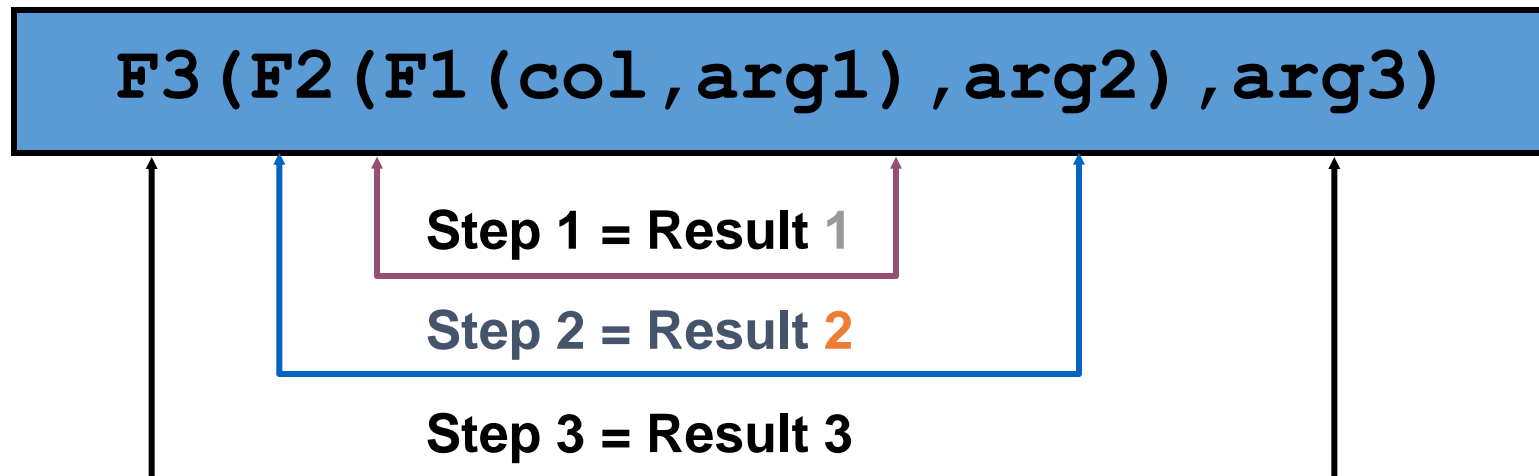 F3(F2(F1(col,arg1),arg2),arg3)
Step 1 = Result 1
Step 2 = Result 2
Step 3 = Result 3